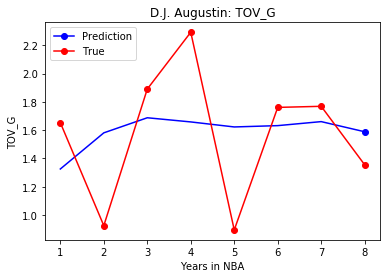 D.J. Augustin: TOV_G
Prediction
True
2.2
2.0
1.8
1.6
1.4
1.2
1.0
TOV_G
1 2 3 4 5 6 7 8
Years in NBA